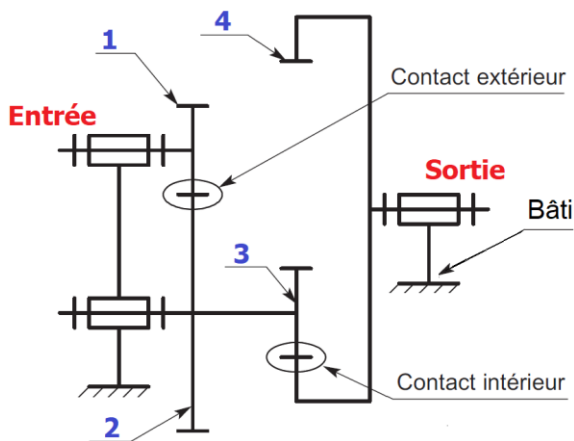 4
1
Contact extérieur
Entrée
Sortie
Bâti
3
Contact intérieur
2